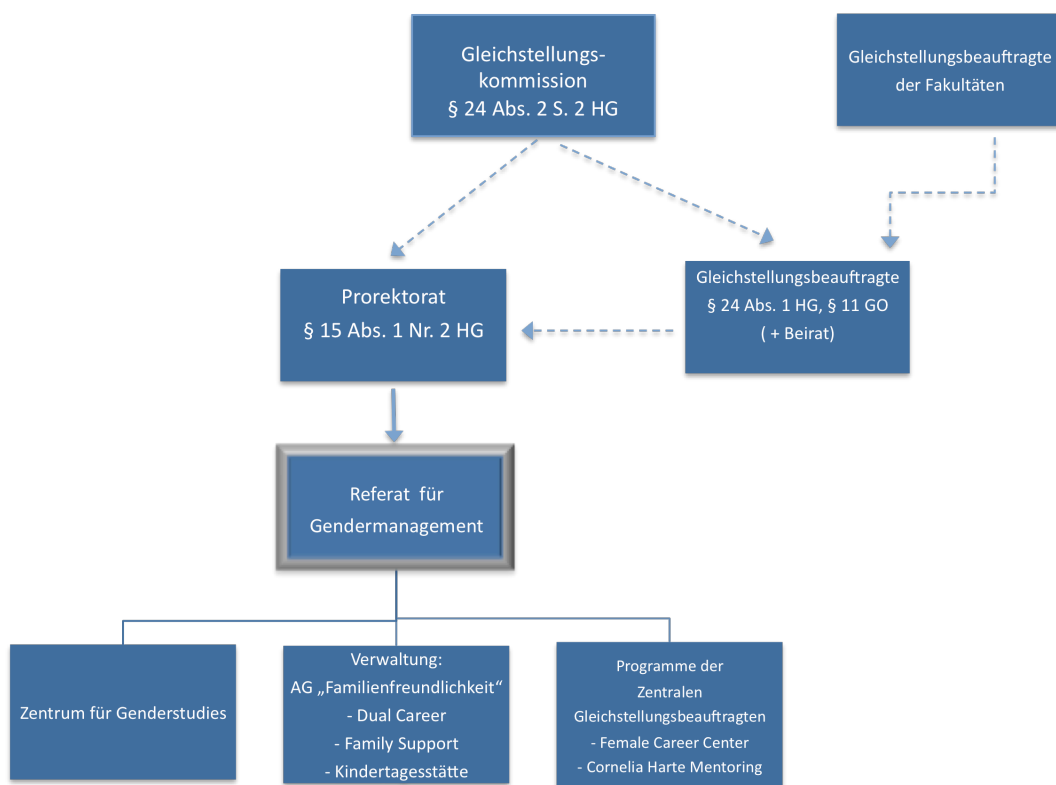 Gleichstellungs-
kommission
§ 24 Abs. 2 S. 2 HG
Gleichstellungsbeauftragte
der Fakultäten
Prorektorat
§ 15 Abs. 1 Nr. 2 HG
Gleichstellungsbeauftragte
§ 24 Abs. 1 HG, § 11 GO
( + Beirat)
Referat für
Gendermanagement
Zentrum für Genderstudies
Verwaltung:
AG „Familienfreundlichkeit“
- Dual Career
- Family Support
- Kindertagesstätte
Programme der
Zentralen
Gleichstellungsbeauftragten
- Female Career Center
- Cornelia Harte Mentoring